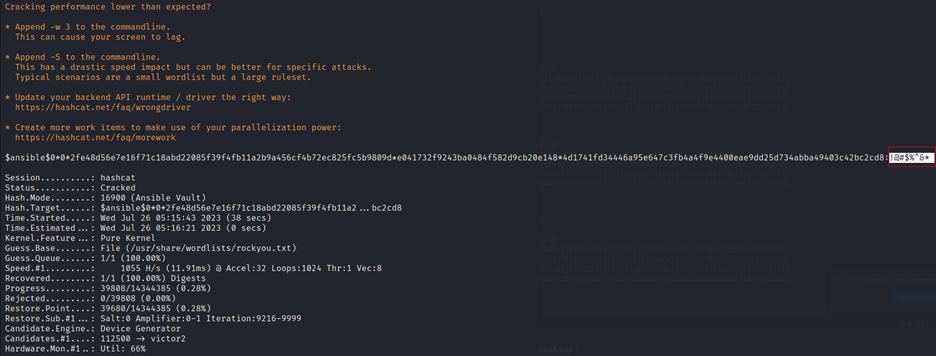 Cracking performance lower than expected?
* Append -w 3 to the commandline.
This can cause your screen to lag.
* Append -S to the commandline.
This has a drastic speed impact but can be better for specific attacks.
Typical scenarios are a small wordlist but a large ruleset.
* Update your backend API runtime / driver the right way:
https://hashcat.net/faq/wrongdriver
* Create more work items to make use of your parallelization power:
https://hashcat.net/faq/morework
$ansible$0*0*2fe48d56e7e16f71c18abd22085f39f4fb11a2b9a456cf4b72ec825fc5b9809d*e041732f9243ba0484f582d9cb20e148*4d1741fd34446a95e647c3fb4a4f9e4400eae9dd25d734abba49403c42bc2cd8:!@#$%^&*
Session..........: hashcat
Status...........: Cracked
Hash.Mode........: 16900 (Ansible Vault)
Hash.Target......: $ansible$0*0*2fe48d56e7e16f71c18abd22085f39f4fb11a2...bc2cd8
Time.Started.....: Wed Jul 26 05:15:43 2023 (38 secs)
Time.Estimated...: Wed Jul 26 05:16:21 2023 (0 secs)
Kernel.Feature...: Pure Kernel
Guess.Base.......: File (/usr/share/wordlists/rockyou.txt)
Guess.Queue......: 1/1 (100.00%)
Speed.#1.........: 1055 H/s (11.91ms) @ Accel:32 Loops:1024 Thr:1 Vec:8
Recovered........: 1/1 (100.00%) Digests
Progress.........: 39808/14344385 (0.28%)
Rejected.........: 0/39808 (0.00%)
Restore.Point....: 39680/14344385 (0.28%)
Restore.Sub.#1...: Salt:0 Amplifier:0-1 Iteration:9216-9999
Candidate.Engine.: Device Generator
Candidates.#1....: 112500 -> victor2
Hardware.Mon.#1..: Util: 66%